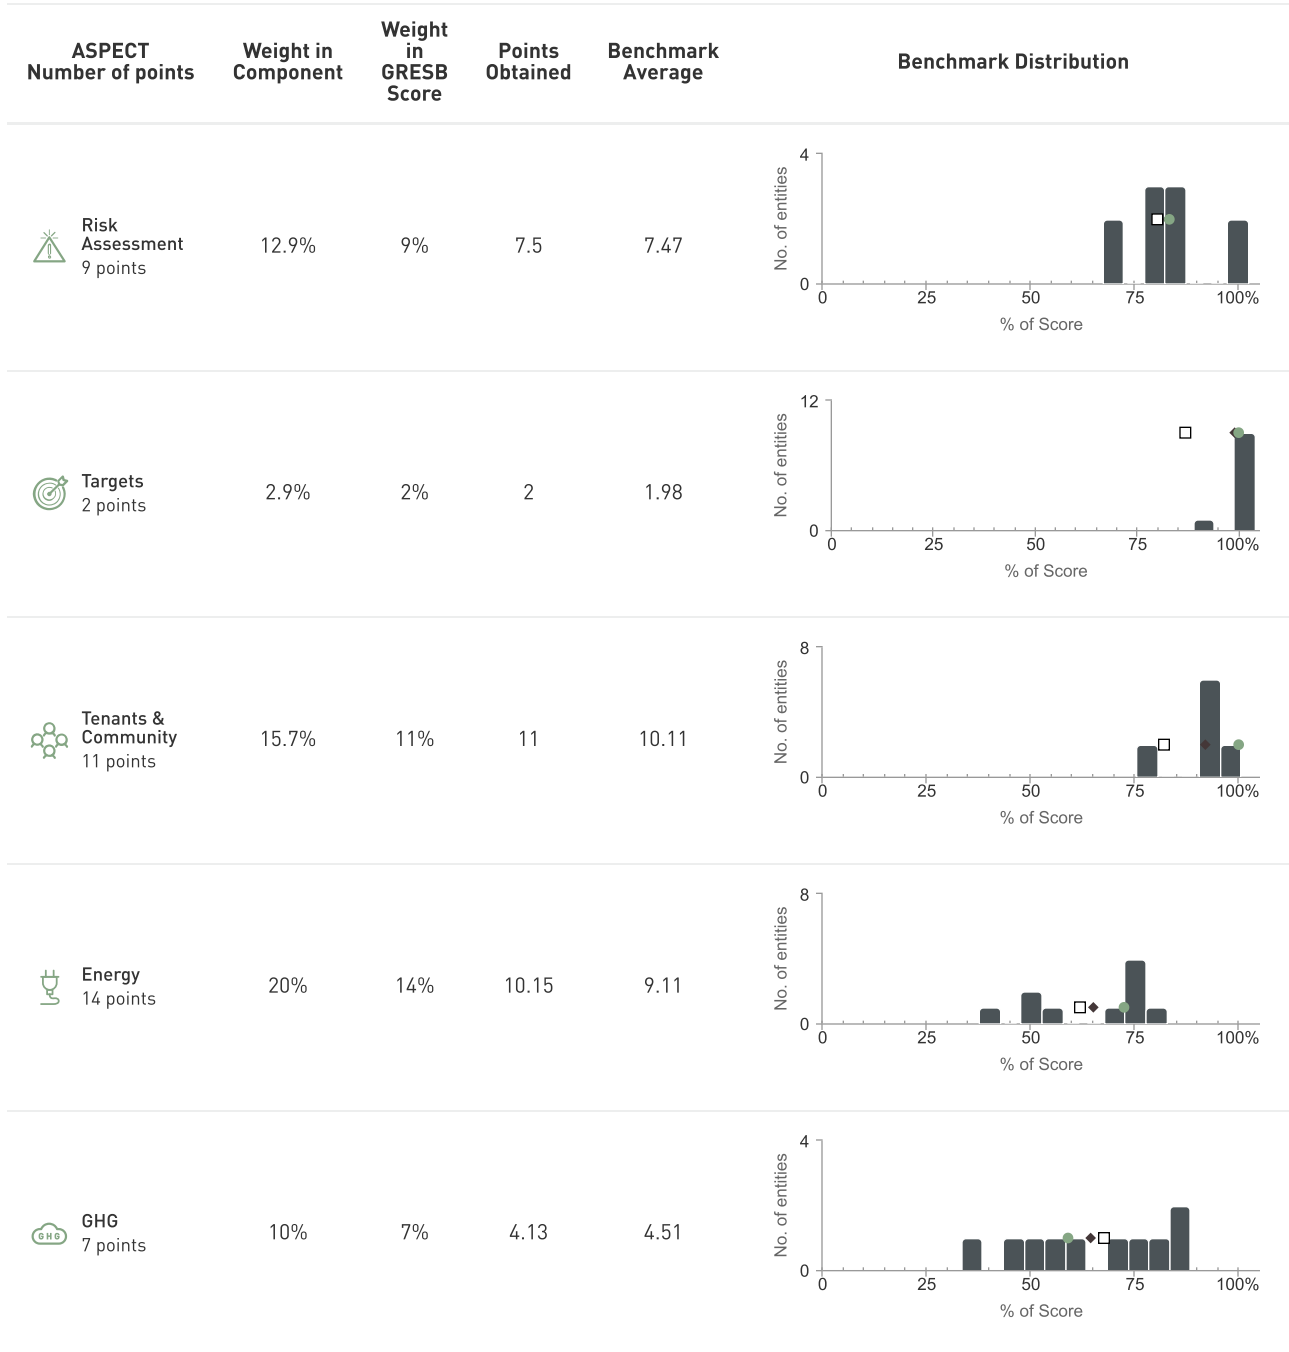 ASPECT
Number of points
Weight in
Component
Weight
in
GRESB
Score
Points
Obtained
Benchmark
Average
Benchmark Distribution
Risk
Assessment
9 points
12.9%
9%
7.5
7.47
No. of entities
4
0
0 25 50 75 100%
% of Score
Targets
2 points
2.9%
2%
2
1.98
No. of entities
12
0
0 25 50 75 100%
% of Score
Tenants &
Community
11 points
15.7%
11%
11
10.11
No. of entities
8
0
0 25 50 75 100%
% of Score
Energy
14 points
20%
14%
10.15
9.11
No. of entities
8
0
0 25 50 75 100%
% of Score
GHG
GHG
7 points
10%
7%
4.13
4.51
No. of entities
4
0
0 25 50 75 100%
% of Score